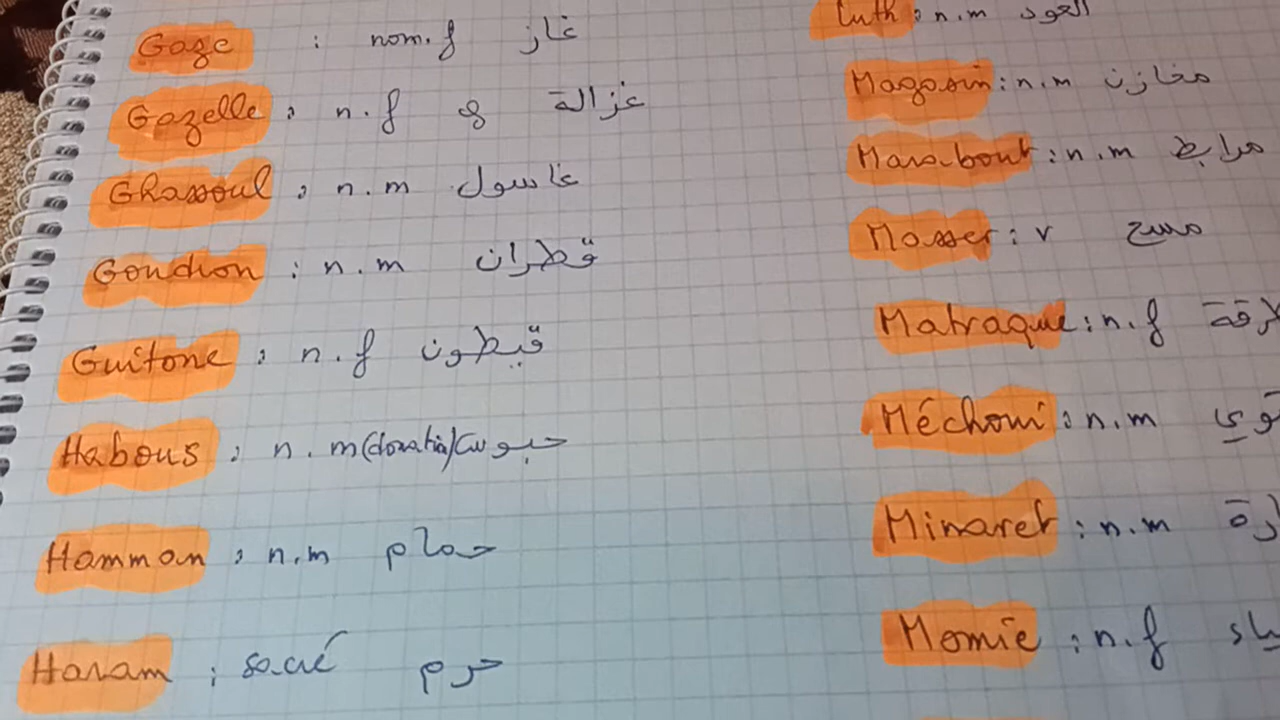 Gaze : nom.f غاز
Gazelle : n.f غزالة
Ghassoul : n.m غاسول
Goudron : n.m قطران
Guitone : n.f قيطون
Habous : n.m (donation) حبوس
Hammam : n.m حمام
Haram : sacré حرم
Luth : n.m العود
Magasin : n.m مخازن
Marabout : n.m مرابط
Masser : v مسح
Matraque : n.f
Méchoui : n.m
Minaret : n.m
Momie : n.f